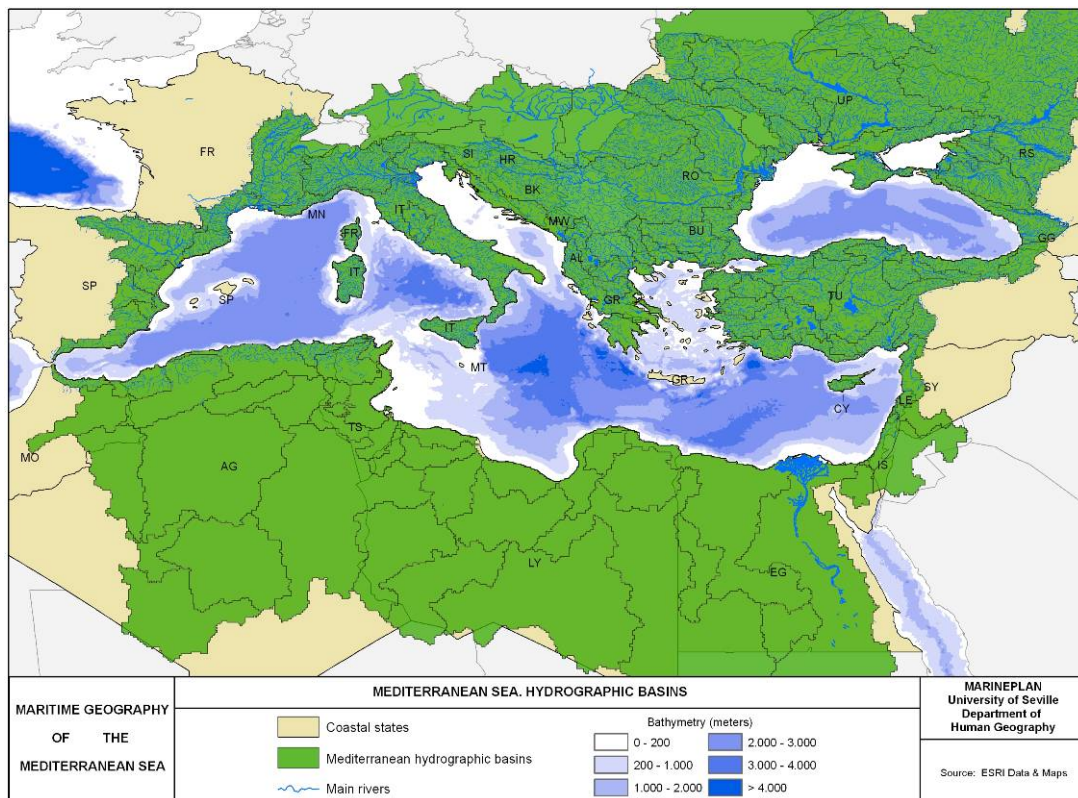 UP
FR
SI
HR
RS
RO
BK
MN
IT
MW
BU
FR
AL
GG
SP
IT
SP
GR
TU
IT
MT
GR
SY
CY
LE
TS
MO
AG
IS
LY
EG
MARITIME GEOGRAPHY
OF THE
MEDITERRANEAN SEA
MEDITERRANEAN SEA. HYDROGRAPHIC BASINS
Coastal states
Mediterranean hydrographic basins
Main rivers
Bathymetry (meters)
0 - 200
200 - 1.000
1.000 - 2.000
2.000 - 3.000
3.000 - 4.000
> 4.000
MARINEPLAN
University of Seville
Department of
Human Geography
Source: ESRI Data & Maps